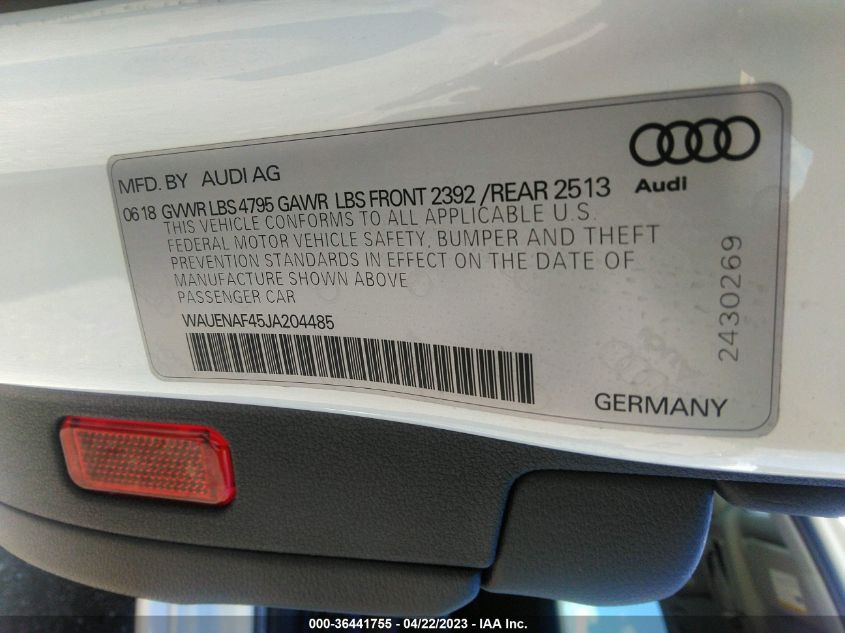 MFD. BY AUDI AG
Audi
06 18 GVWR LBS 4795 GAWR LBS FRONT 2392 /REAR 2513
THIS VEHICLE CONFORMS TO ALL APPLICABLE U.S.
FEDERAL MOTOR VEHICLE SAFETY, BUMPER AND THEFT
PREVENTION STANDARDS IN EFFECT ON THE DATE OF
MANUFACTURE SHOWN ABOVE
PASSENGER CAR
WAUENAF45JA204485
2430269
GERMANY
000-36441755 - 04/22/2023 - IAA Inc.